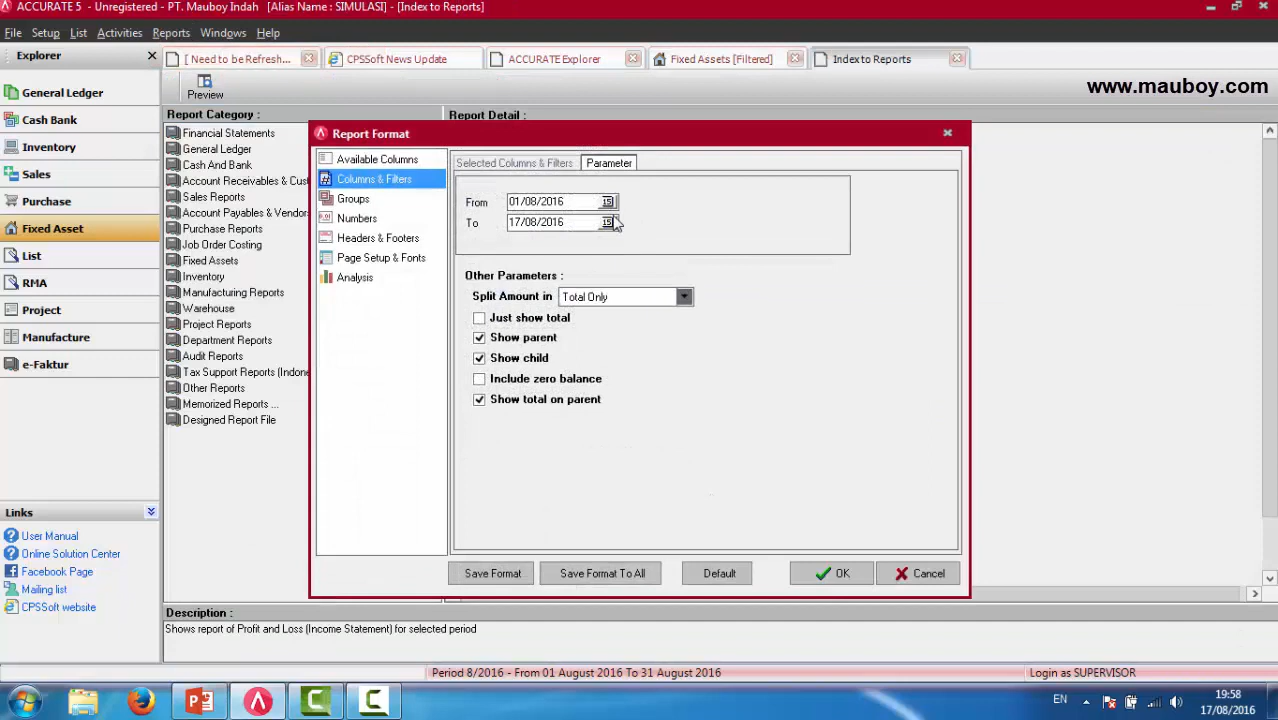 ACCURATE 5 - Unregistered - PT. Mauboy Indah [Alias Name : SIMULASI] - [Index to Reports]
File Setup List Activities Reports Windows Help
Explorer
[ Need to be Refresh...
CPSSoft News Update
ACCURATE Explorer
Fixed Assets [Filtered]
Index to Reports
Preview
www.mauboy.com
General Ledger
Cash Bank
Inventory
Sales
Purchase
Fixed Asset
List
RMA
Project
Manufacture
e-Faktur
Links
User Manual
Online Solution Center
Facebook Page
Mailing list
CPSSoft website
Report Category :
Financial Statements
General Ledger
Cash And Bank
Account Receivables & Cus
Sales Reports
Account Payables & Vendor
Purchase Reports
Job Order Costing
Fixed Assets
Inventory
Manufacturing Reports
Warehouse
Project Reports
Department Reports
Audit Reports
Tax Support Reports (Indone
Other Reports
Memorized Reports ...
Designed Report File
Report Detail :
Report Format
Available Columns
Columns & Filters
Groups
Numbers
Headers & Footers
Page Setup & Fonts
Analysis
Selected Columns & Filters
Parameter
From 01/08/2016
To 17/08/2016
Other Parameters :
Split Amount in Total Only
Just show total
Show parent
Show child
Include zero balance
Show total on parent
Save Format
Save Format To All
Default
OK
Cancel
Description :
Shows report of Profit and Loss (Income Statement) for selected period
Period 8/2016 - From 01 August 2016 To 31 August 2016
Login as SUPERVISOR
EN
19:58
17/08/2016